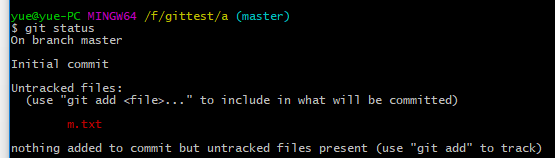 yue@yue-PC MINGW64 /f/gittest/a (master)
$ git status
On branch master
Initial commit
Untracked files:
(use "git add <file>..." to include in what will be committed)
m.txt
nothing added to commit but untracked files present (use "git add" to track)